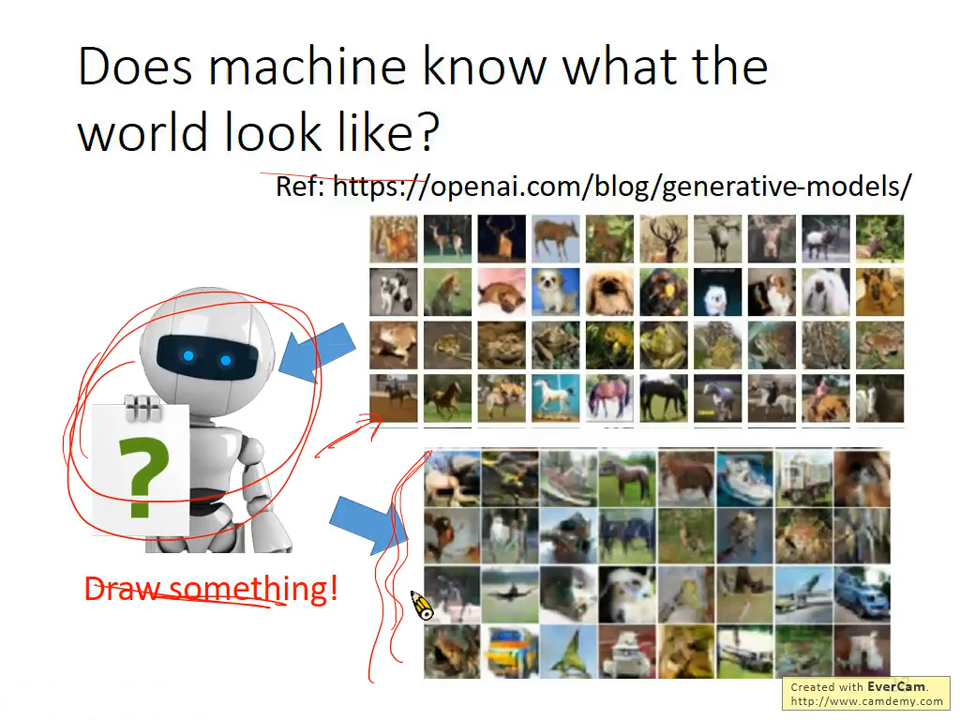 Does machine know what the
world look like?
Ref: https://openai.com/blog/generative-models/
?
Draw something!
Created with EverCam.
http://www.camdemy.com